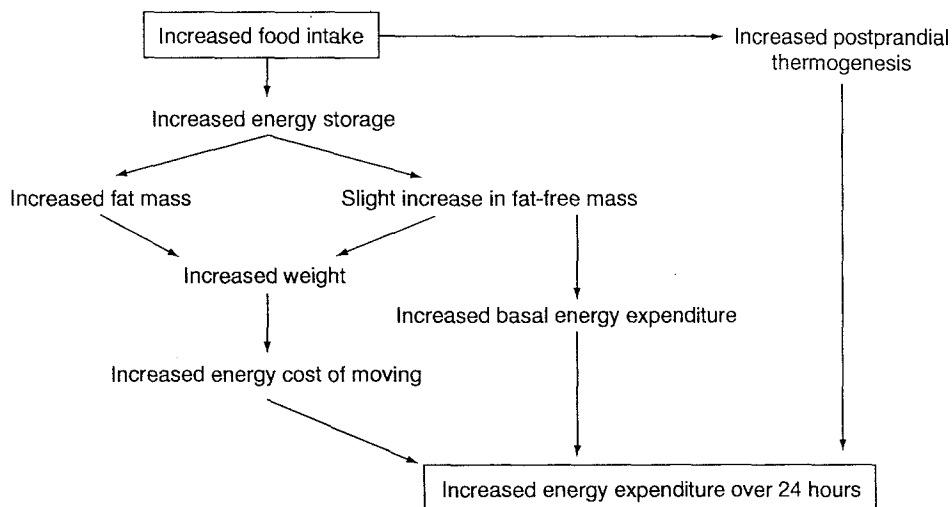 Increased food intake
Increased postprandial
thermogenesis
Increased energy storage
Increased fat mass
Slight increase in fat-free mass
Increased weight
Increased basal energy expenditure
Increased energy cost of moving
Increased energy expenditure over 24 hours